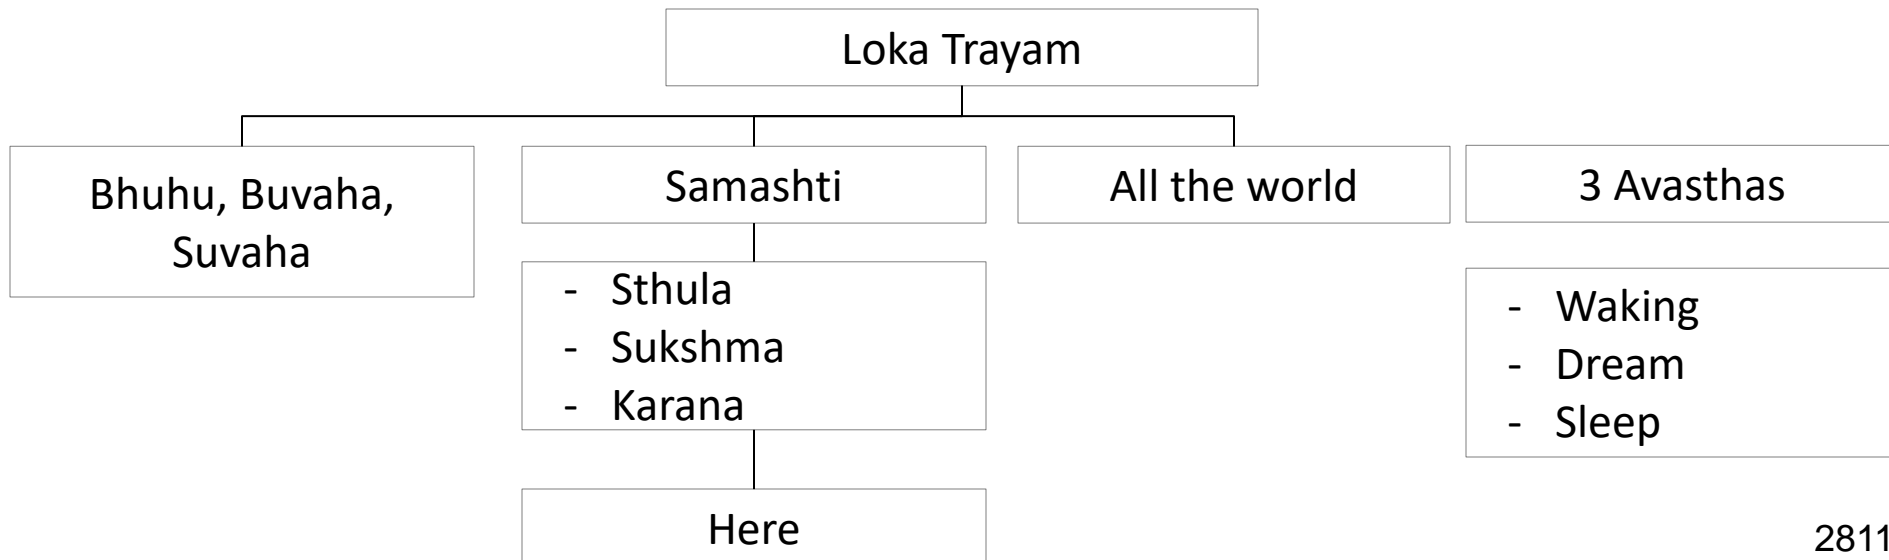 Loka Trayam
Bhuhu, Buvaha,
Suvaha
Samashti
All the world
3 Avasthas
- Sthula
- Sukshma
- Karana
- Waking
- Dream
- Sleep
Here
2811